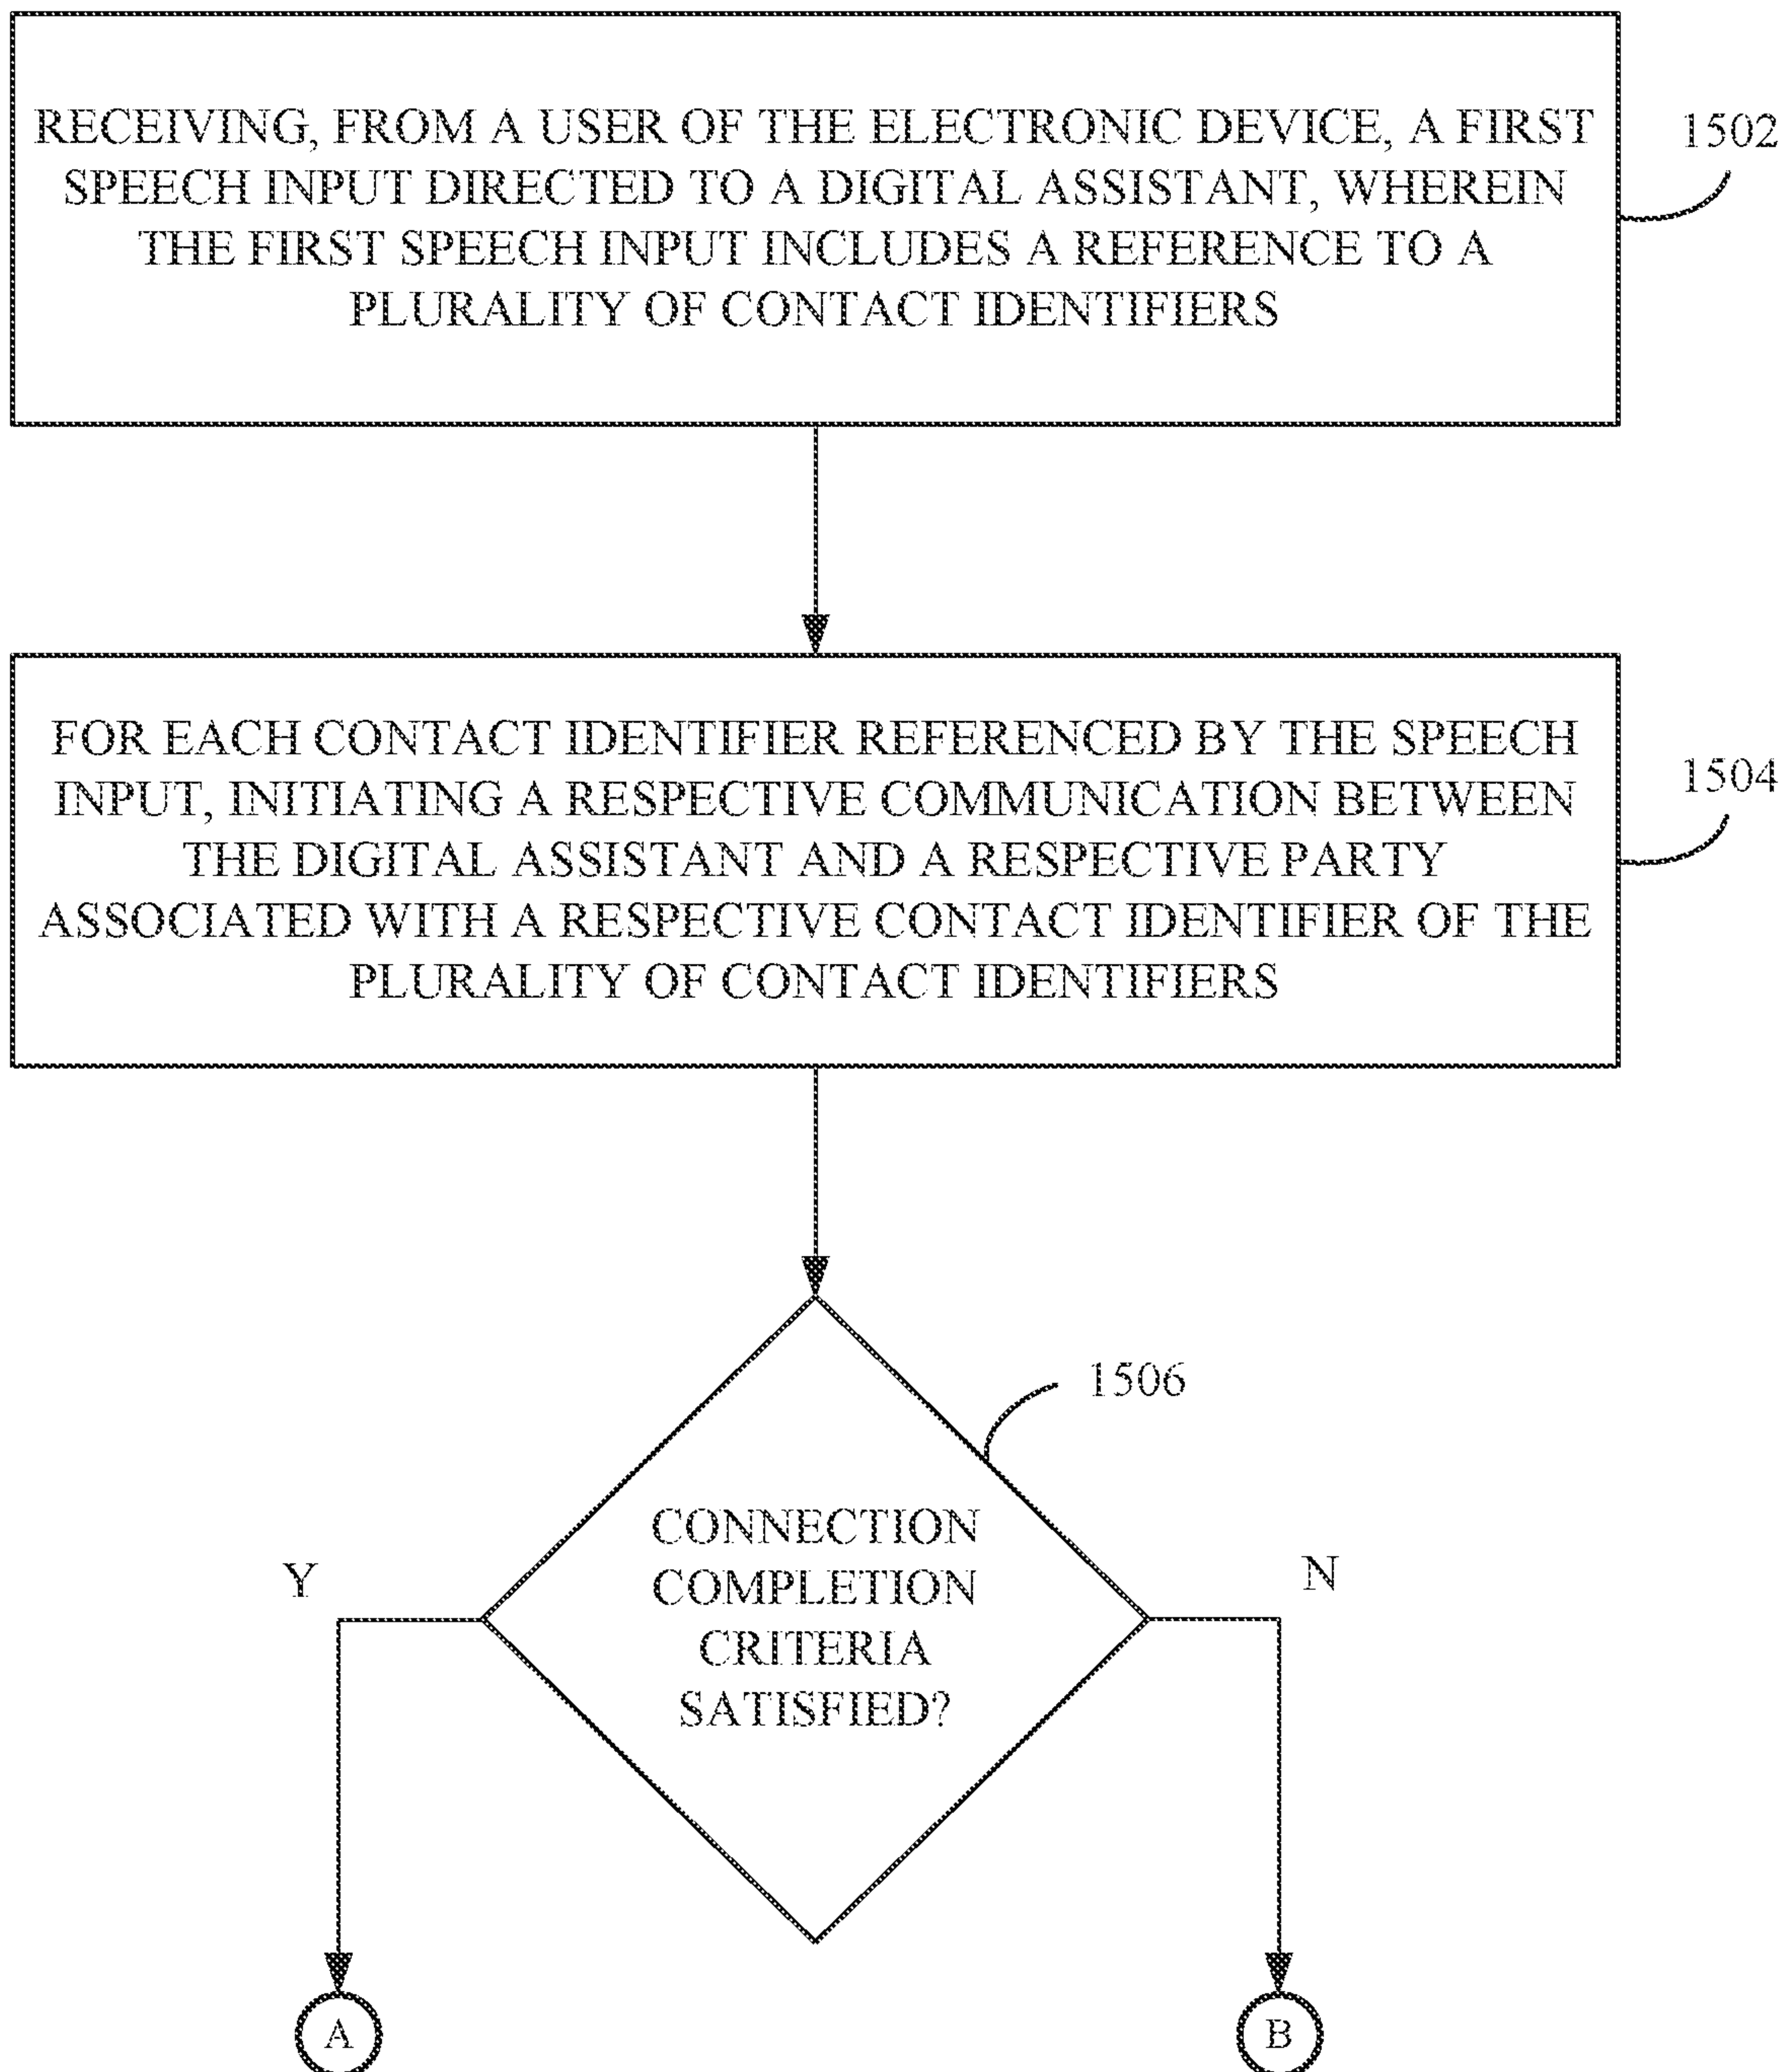 RECEIVING, FROM A USER OF THE ELECTRONIC DEVICE, A FIRST
SPEECH INPUT DIRECTED TO A DIGITAL ASSISTANT, WHEREIN
THE FIRST SPEECH INPUT INCLUDES A REFERENCE TO A
PLURALITY OF CONTACT IDENTIFIERS
1502
FOR EACH CONTACT IDENTIFIER REFERENCED BY THE SPEECH
INPUT, INITIATING A RESPECTIVE COMMUNICATION BETWEEN
THE DIGITAL ASSISTANT AND A RESPECTIVE PARTY
ASSOCIATED WITH A RESPECTIVE CONTACT IDENTIFIER OF THE
PLURALITY OF CONTACT IDENTIFIERS
1504
1506
CONNECTION
COMPLETION
CRITERIA
SATISFIED?
Y
N
A
B